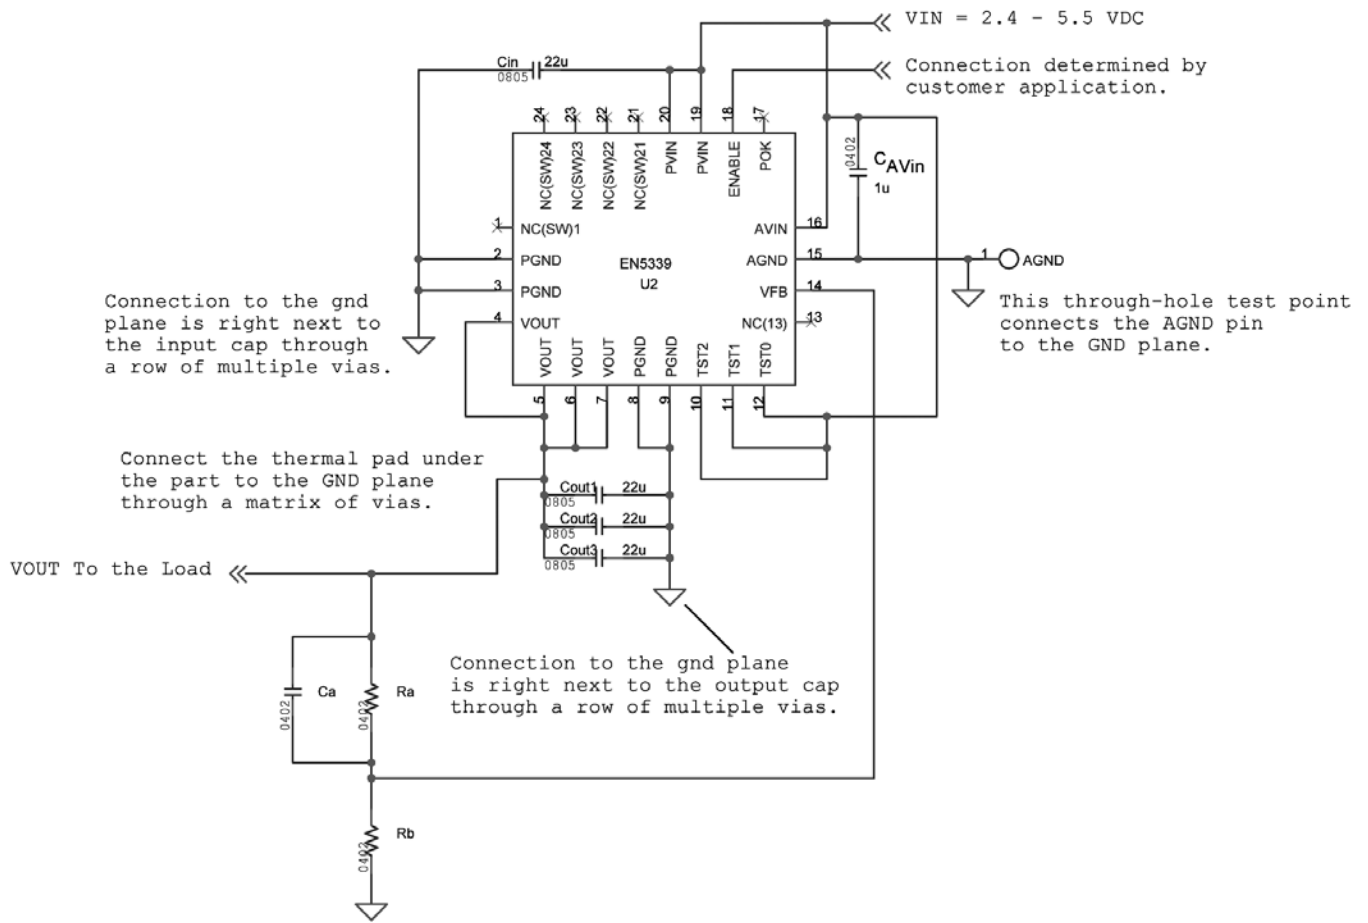 VIN = 2.4 - 5.5 VDC
Cin
22u
0805
Connection determined by
customer application.
24
23
22
21
20
19
18
17
NC(SW)24
NC(SW)23
NC(SW)22
NC(SW)21
PVIN
PVIN
ENABLE
POK
0402
CAVin
1u
1
NC(SW)1
AVIN
16
2
PGND
EN5339
AGND
15
1
AGND
3
PGND
U2
VFB
14
4
VOUT
NC(13)
13
Connection to the gnd
plane is right next to
the input cap through
a row of multiple vias.
This through-hole test point
connects the AGND pin
to the GND plane.
VOUT
VOUT
VOUT
PGND
PGND
TST2
TST1
TST0
5
6
7
8
9
10
11
12
Connect the thermal pad under
the part to the GND plane
through a matrix of vias.
Cout1
22u
0805
Cout2
22u
0805
Cout3
22u
0805
VOUT To the Load
Connection to the gnd plane
is right next to the output cap
through a row of multiple vias.
Ca
0402
Ra
0402
Rb
0402